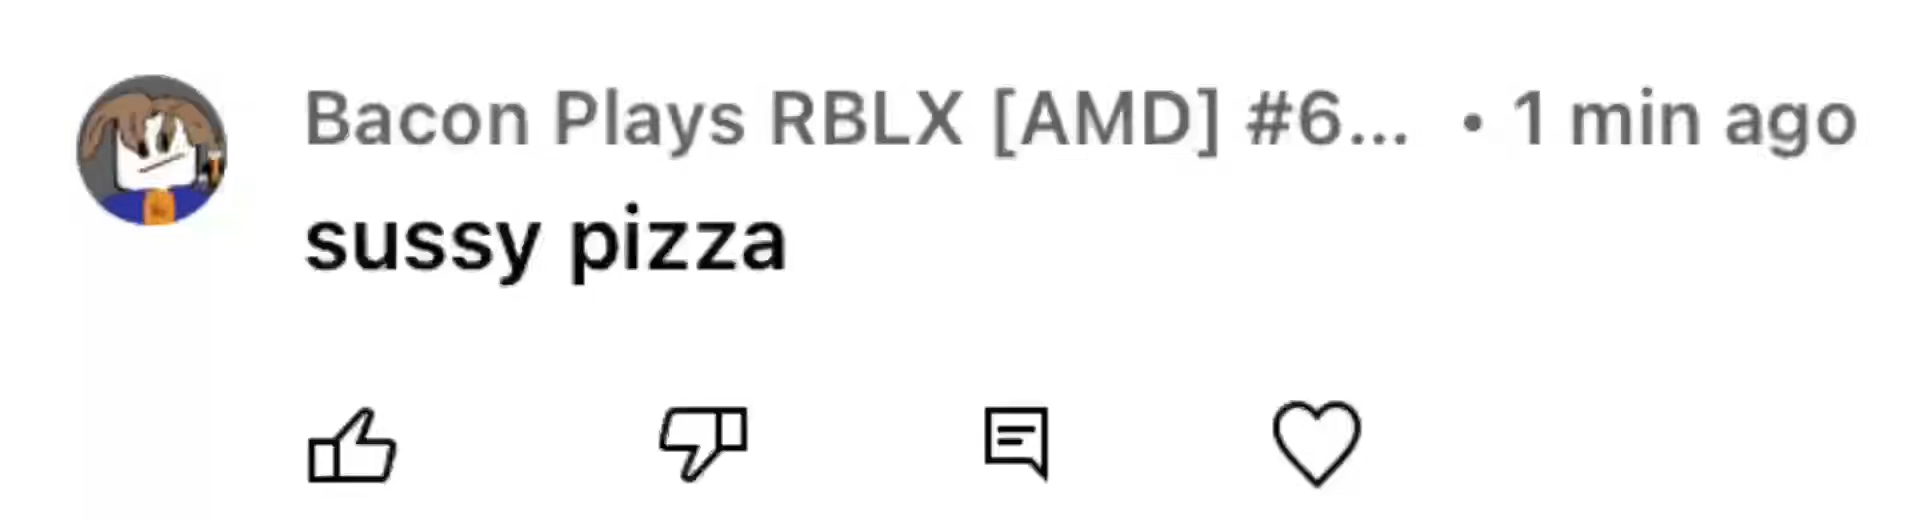 Bacon Plays RBLX [AMD] #6... • 1 min ago
sussy pizza